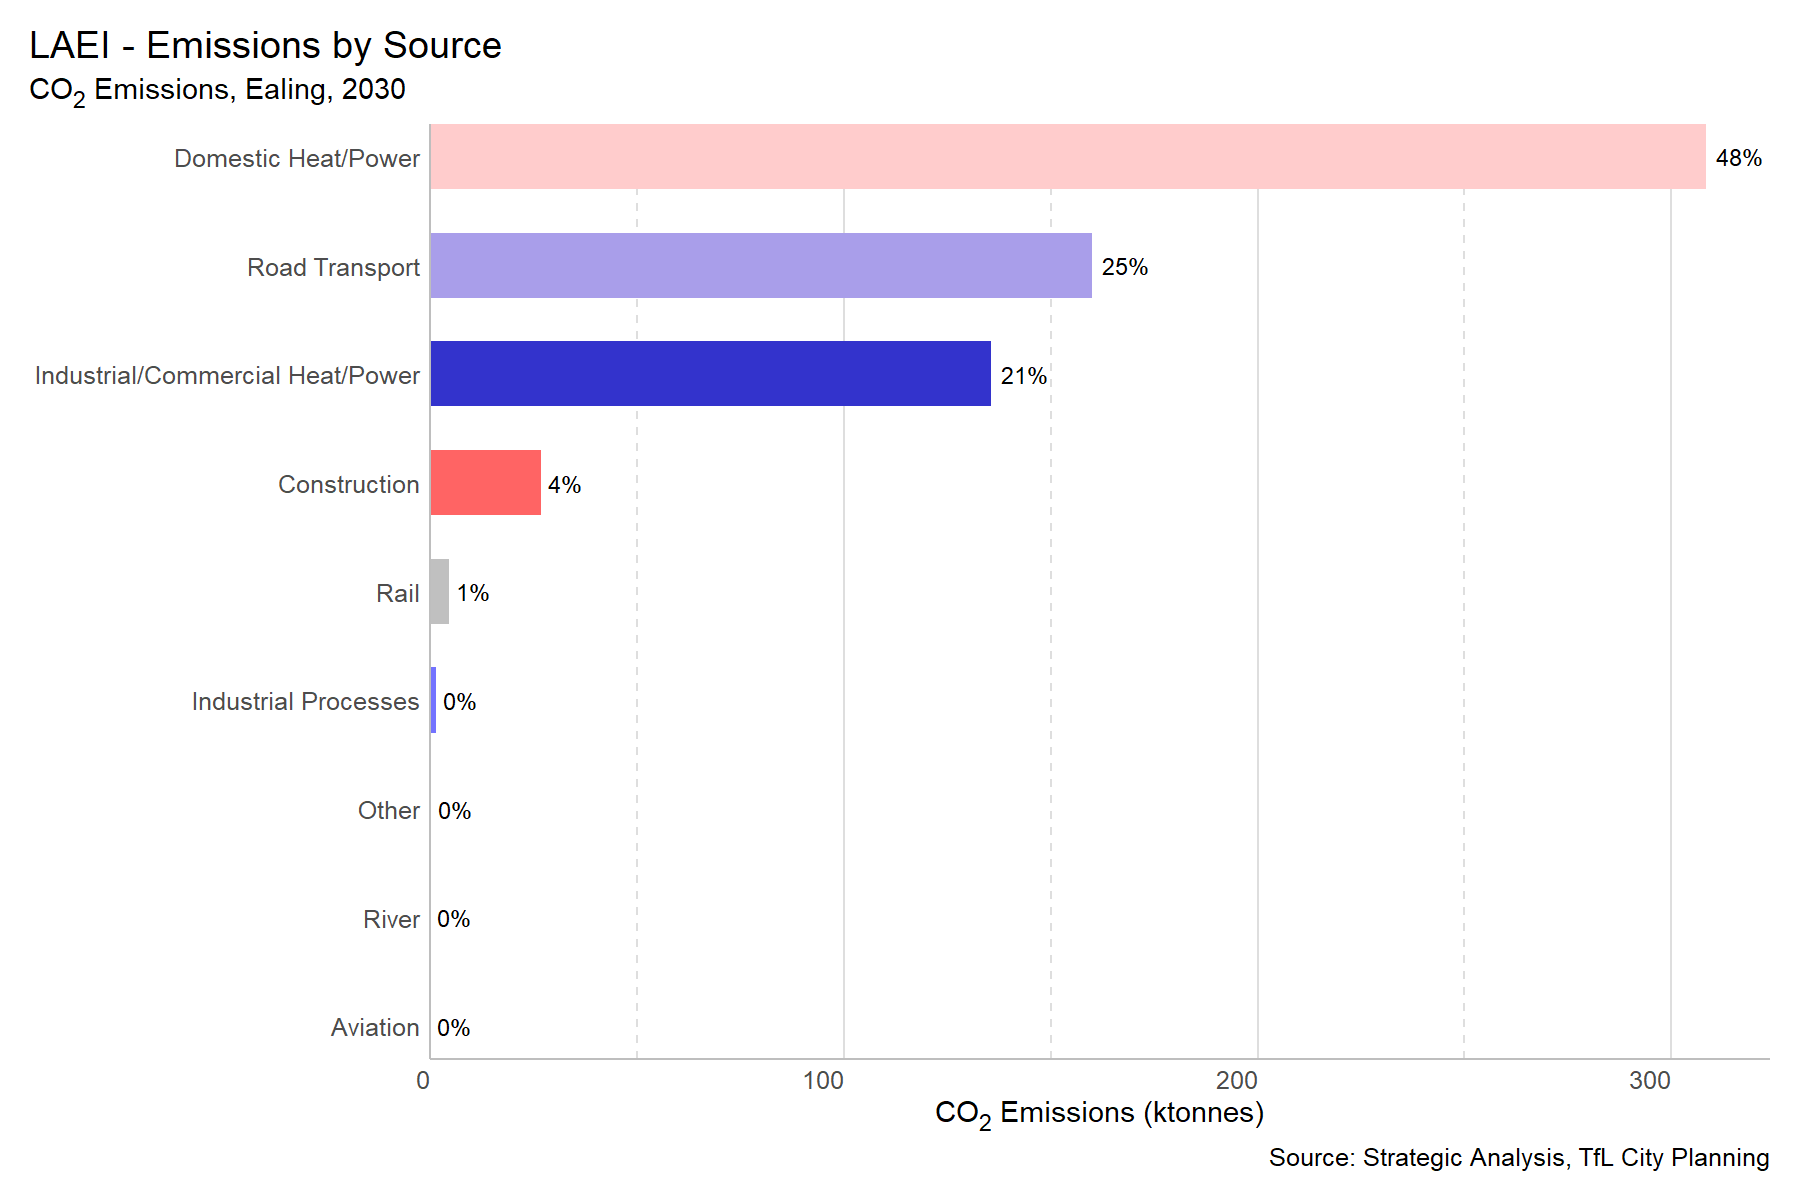 LAEI - Emissions by Source
CO₂ Emissions, Ealing, 2030
Domestic Heat/Power 48%
Road Transport 25%
Industrial/Commercial Heat/Power 21%
Construction 4%
Rail 1%
Industrial Processes 0%
Other 0%
River 0%
Aviation 0%
0 100 200 300
CO₂ Emissions (ktonnes)
Source: Strategic Analysis, TfL City Planning